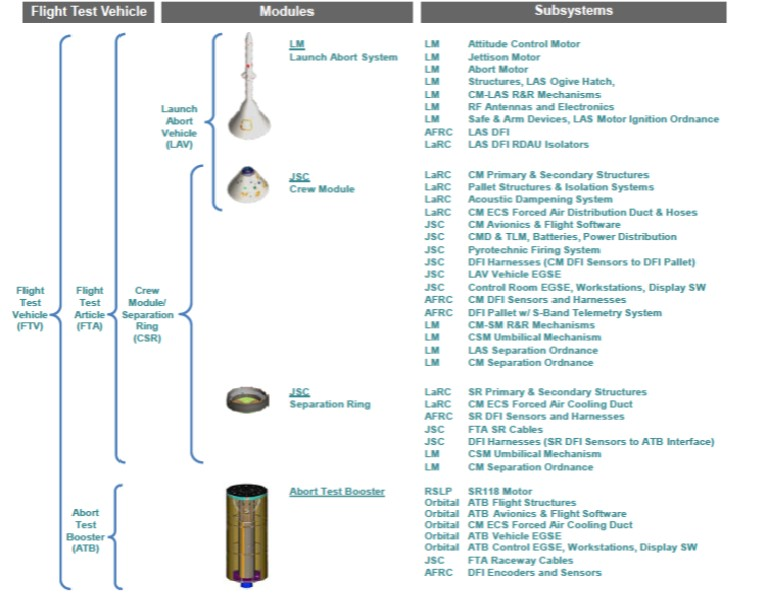 Flight Test Vehicle
Modules
Subsystems
Flight
Test
Vehicle
(FTV)
Flight
Test
Article
(FTA)
Launch
Abort
Vehicle
(LAV)
Crew
Module/
Separation
Ring
(CSR)
Abort
Test
Booster
(ATB)
LM
Launch Abort System
LM Attitude Control Motor
LM Jettison Motor
LM Abort Motor
LM Structures, LAS Ogive Hatch,
LM CM-LAS R&R Mechanisms
LM RF Antennas and Electronics
LM Safe & Arm Devices, LAS Motor Ignition Ordnance
AFRC LAS DFI
LaRC LAS DFI RDAU Isolators
JSC
Crew Module
LaRC CM Primary & Secondary Structures
LaRC Pallet Structures & Isolation Systems
LaRC Acoustic Dampening System
LaRC CM ECS Forced Air Distribution Duct & Hoses
JSC CM Avionics & Flight Software
JSC CMD & TLM, Batteries, Power Distribution
JSC Pyrotechnic Firing System
JSC DFI Harnesses (CM DFI Sensors to DFI Pallet)
JSC LAV Vehicle EGSE
JSC Control Room EGSE, Workstations, Display SW
AFRC CM DFI Sensors and Harnesses
AFRC DFI Pallet w/ S-Band Telemetry System
LM CM-SM R&R Mechanisms
LM CSM Umbilical Mechanism
LM LAS Separation Ordnance
LM CM Separation Ordnance
JSC
Separation Ring
LaRC SR Primary & Secondary Structures
LaRC CM ECS Forced Air Cooling Duct
AFRC SR DFI Sensors and Harnesses
JSC FTA SR Cables
JSC DFI Harnesses (SR DFI Sensors to ATB Interface)
LM CSM Umbilical Mechanism
LM CM Separation Ordnance
Abort Test Booster
RSLP SR118 Motor
Orbital ATB Flight Structures
Orbital ATB Avionics & Flight Software
Orbital CM ECS Forced Air Cooling Duct
Orbital ATB Vehicle EGSE
Orbital ATB Control EGSE, Workstations, Display SW
JSC FTA Raceway Cables
AFRC DFI Encoders and Sensors